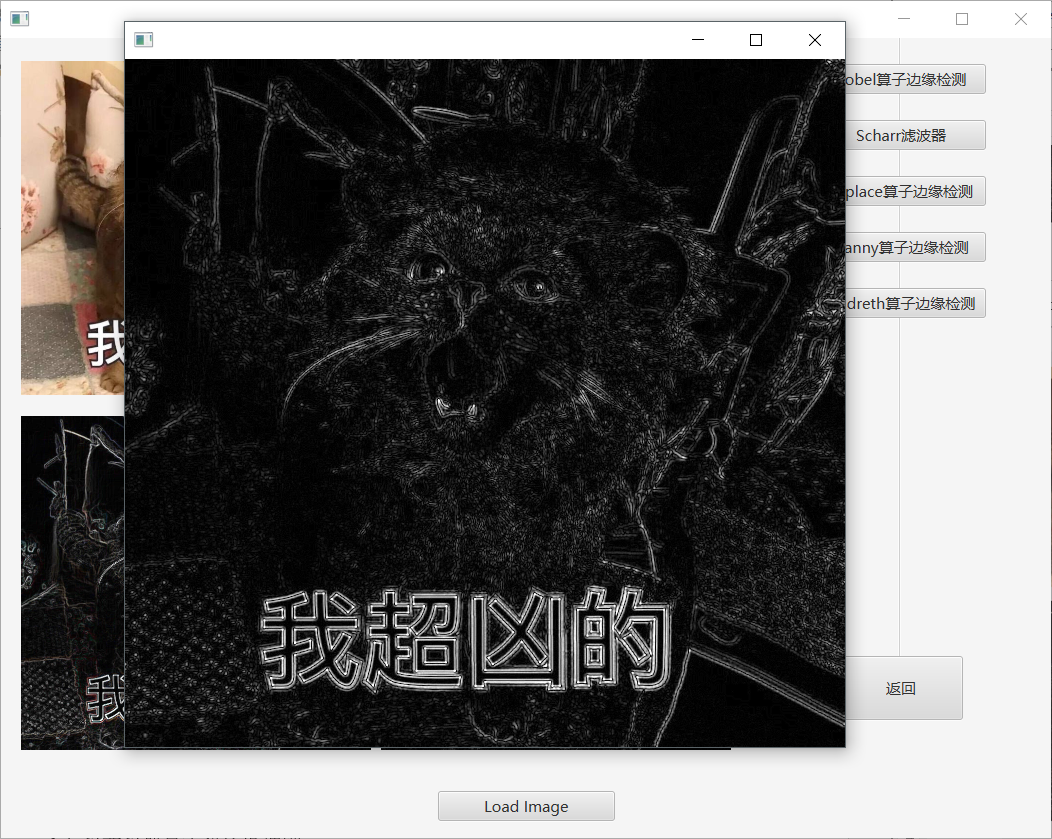 obel算子边缘检测
Scharr滤波器
place算子边缘检测
anny算子边缘检测
dreth算子边缘检测
我
我
我超凶的
返回
Load Image